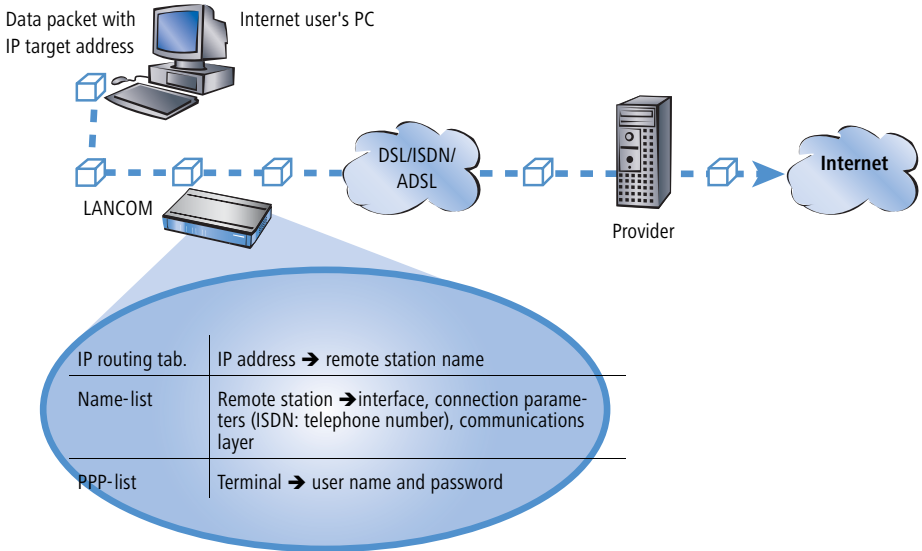 Data packet with
IP target address
Internet user's PC
DSL/ISDN/
ADSL
Internet
LANCOM
Provider
IP routing tab.
IP address ➔ remote station name
Name-list
Remote station ➔interface, connection parame-
ters (ISDN: telephone number), communications
layer
PPP-list
Terminal ➔ user name and password